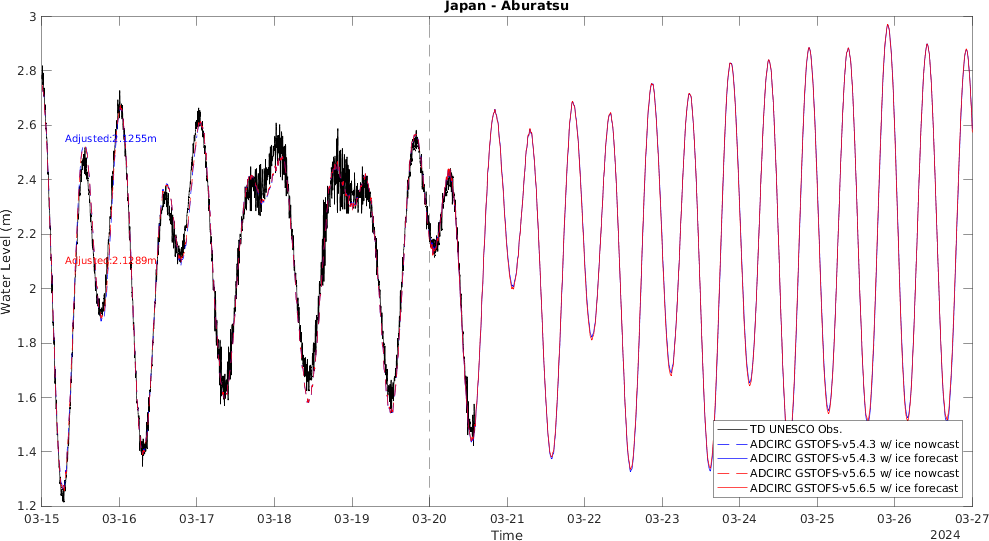 Japan - Aburatsu
3
2.8
2.6
2.4
2.2
2
1.8
1.6
1.4
1.2
Water Level (m)
Adjusted:2.1255m
Adjusted:2.1289m
TD UNESCO Obs.
ADCIRC GSTOFS-v5.4.3 w/ ice nowcast
ADCIRC GSTOFS-v5.4.3 w/ ice forecast
ADCIRC GSTOFS-v5.6.5 w/ ice nowcast
ADCIRC GSTOFS-v5.6.5 w/ ice forecast
03-15 03-16 03-17 03-18 03-19 03-20 03-21 03-22 03-23 03-24 03-25 03-26 03-27
Time
2024